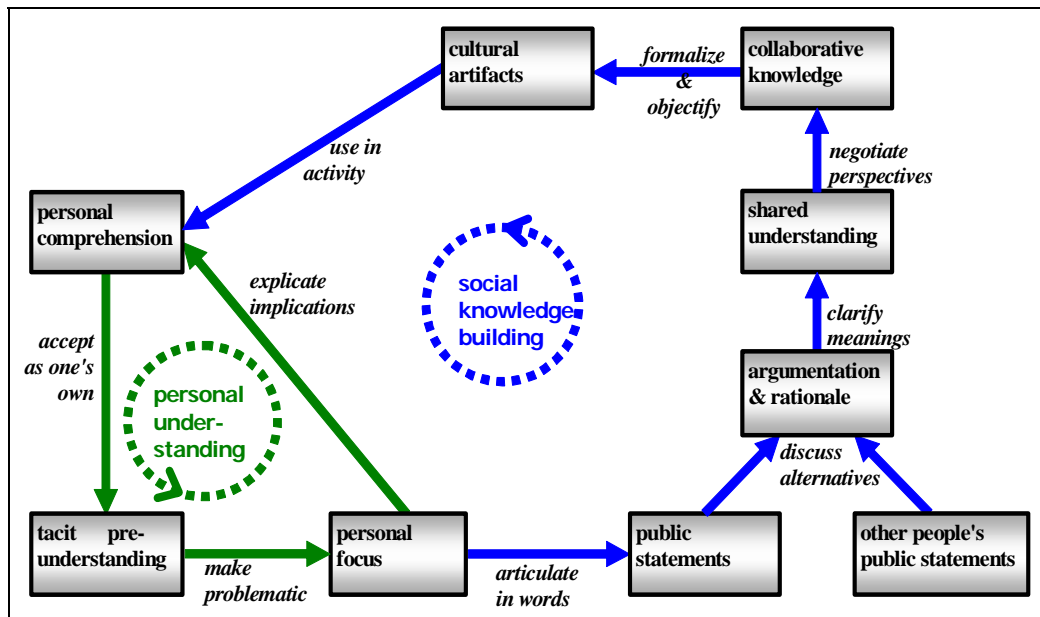 cultural
artifacts
formalize
&
objectify
collaborative
knowledge
use in
activity
negotiate
perspectives
personal
comprehension
shared
understanding
explicate
implications
social
knowledge
building
clarify
meanings
accept
as one's
own
personal
under-
standing
argumentation
& rationale
discuss
alternatives
tacit pre-
understanding
make
problematic
personal
focus
articulate
in words
public
statements
other people's
public statements